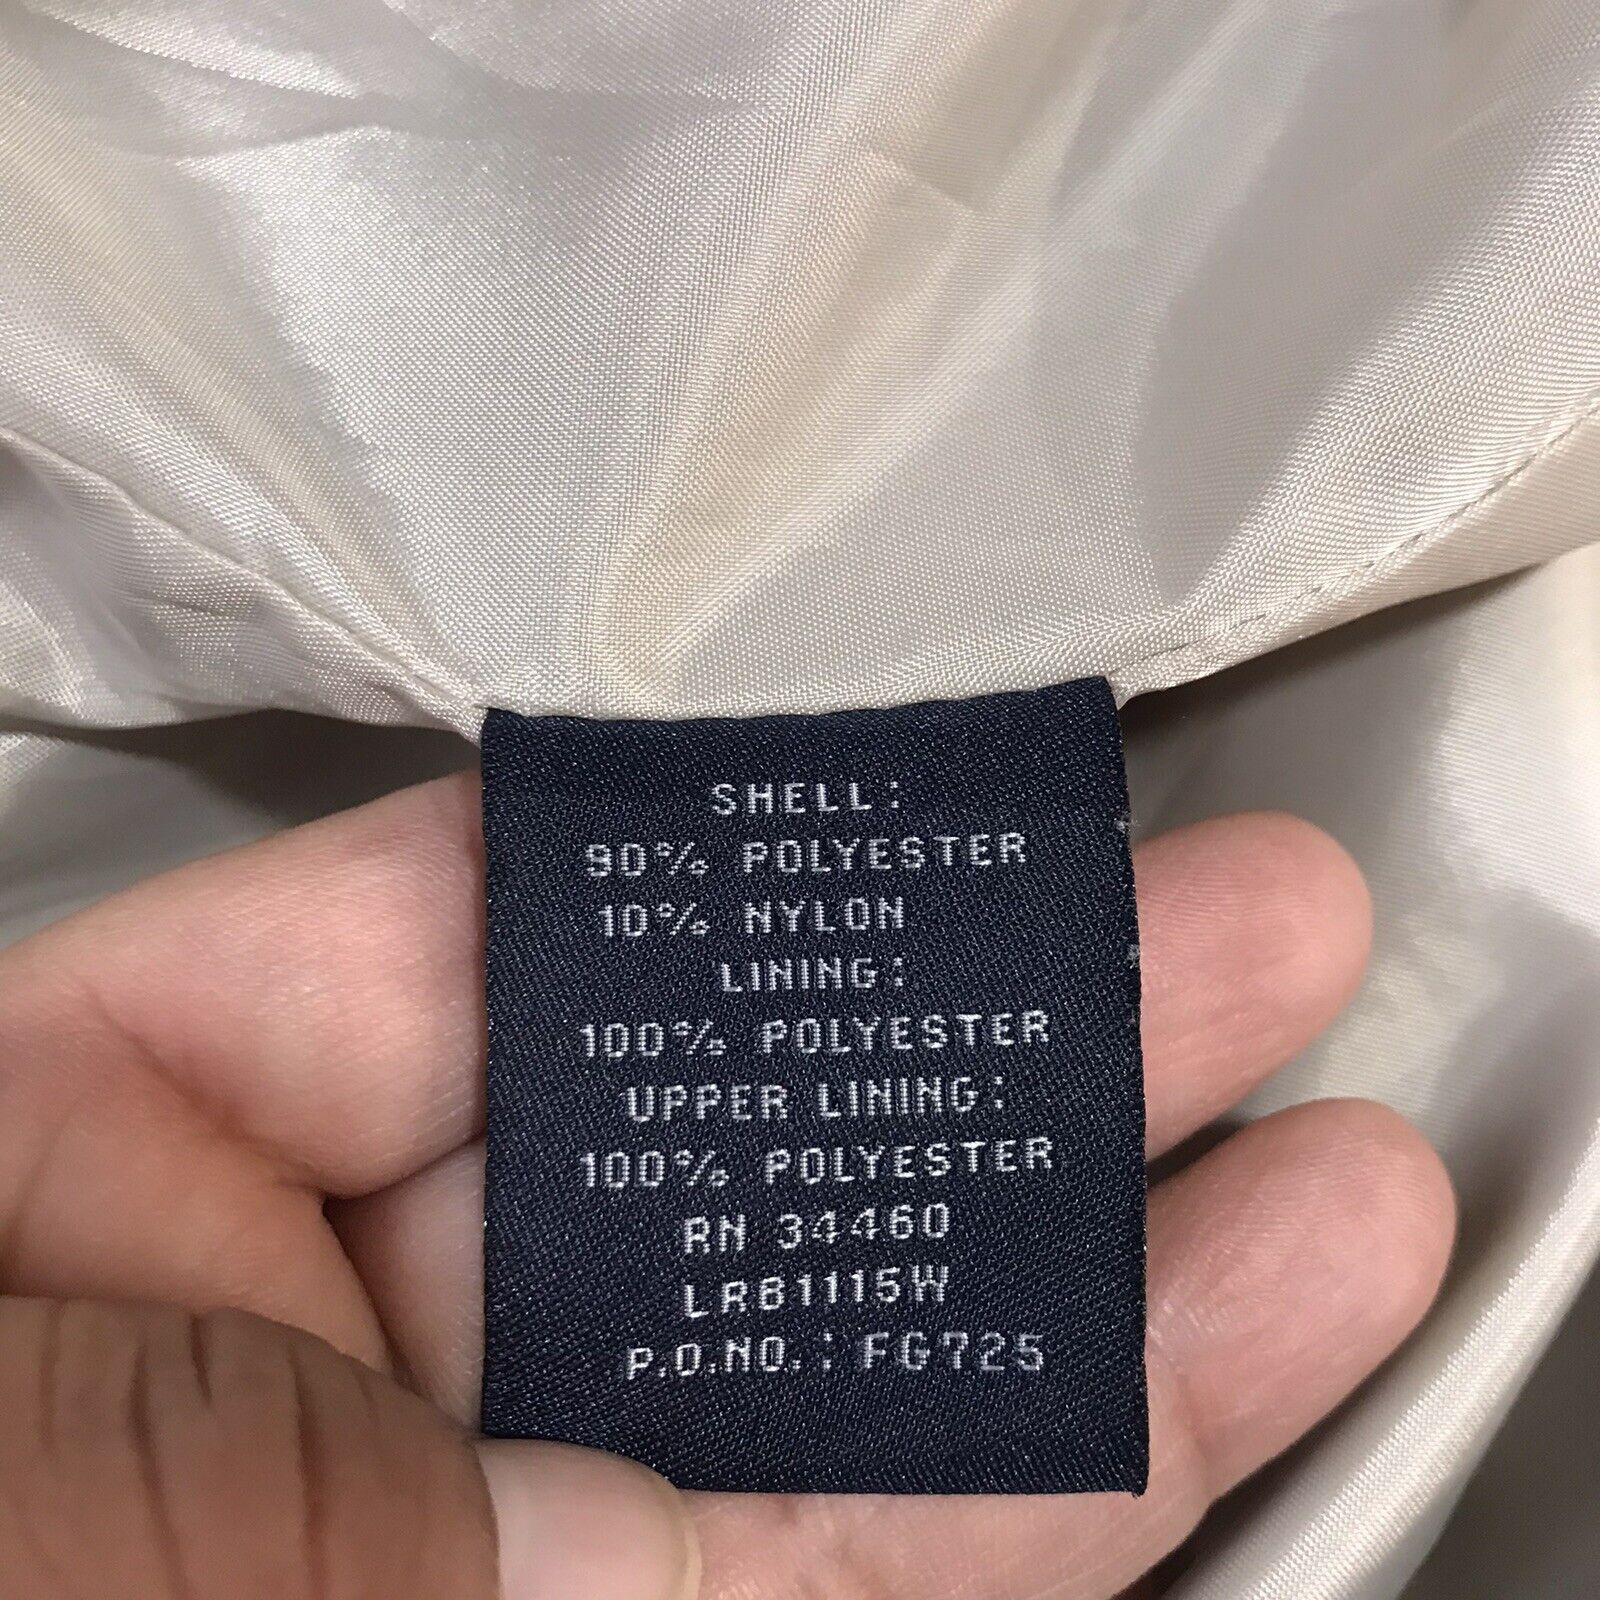 SHELL:
90% POLYESTER
10% NYLON
LINING:
100% POLYESTER
UPPER LINING:
100% POLYESTER
RN 34460
LR81115W
P.O.NO.: FG725